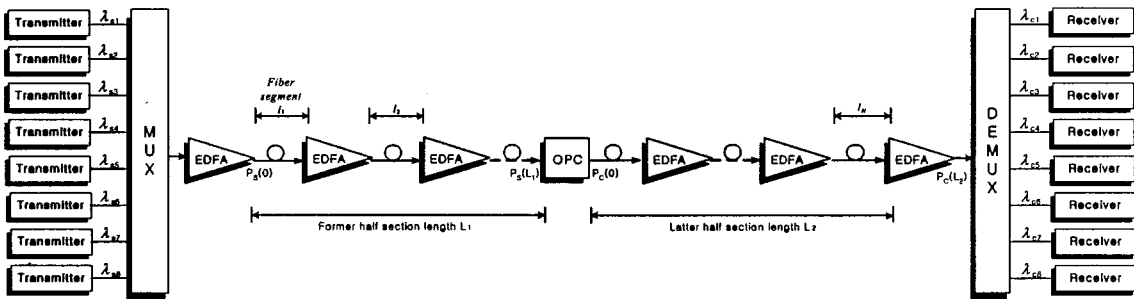 Transmitter λs1
Transmitter λs2
Transmitter λs3
Transmitter λs4
Transmitter λs5
Transmitter λs6
Transmitter λs7
Transmitter λs8
MUX
EDFA
Ps(0)
Fiber
segment
l1
EDFA
l2
EDFA
Ps(L1)
OPC
Pc(0)
EDFA
EDFA
lN
EDFA
Pc(L2)
Former half section length L1
Latter half section length L2
DEMUX
λc1 Receiver
λc2 Receiver
λc3 Receiver
λc4 Receiver
λc5 Receiver
λc6 Receiver
λc7 Receiver
λc8 Receiver